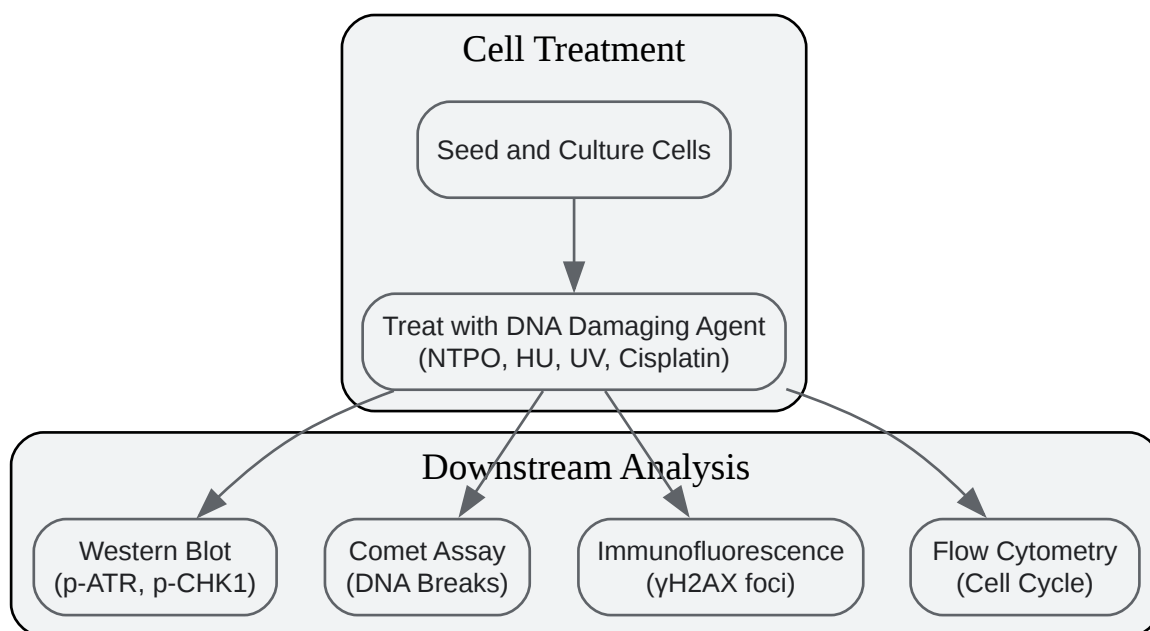 Cell Treatment
Seed and Culture Cells
Treat with DNA Damaging Agent
(NTPO, HU, UV, Cisplatin)
Downstream Analysis
Western Blot
(p-ATR, p-CHK1)
Comet Assay
(DNA Breaks)
Immunofluorescence
(γH2AX foci)
Flow Cytometry
(Cell Cycle)